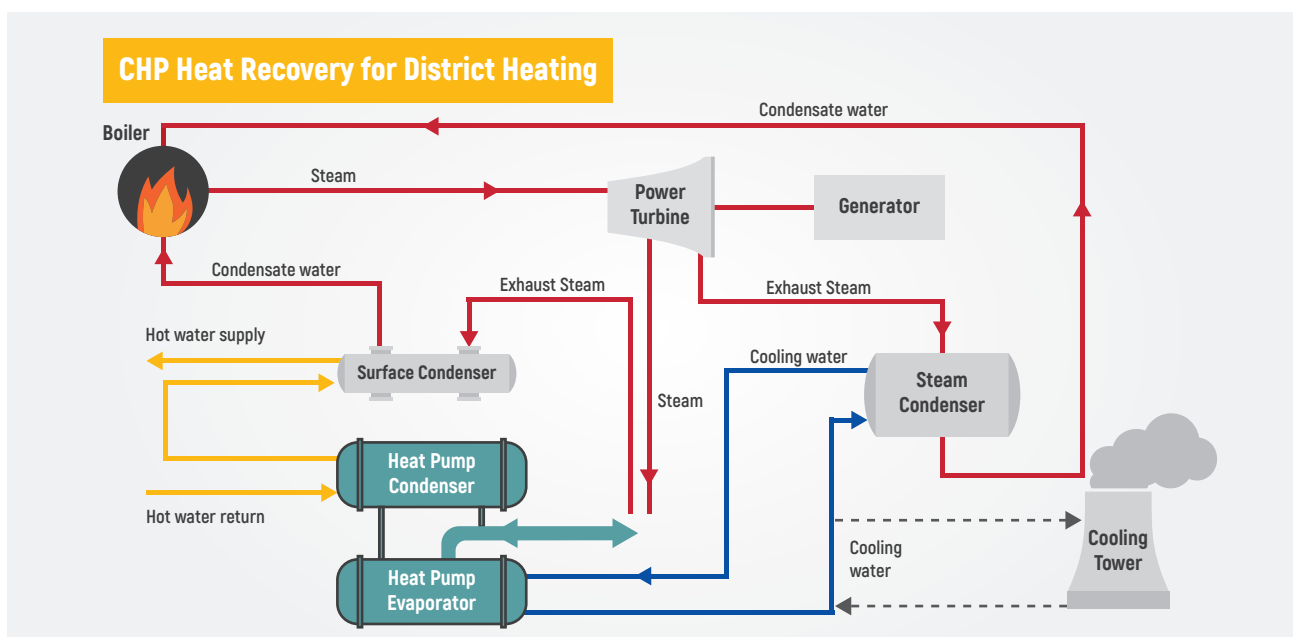 CHP Heat Recovery for District Heating
Condensate water
Boiler
Steam
Power
Turbine
Generator
Condensate water
Exhaust Steam
Exhaust Steam
Hot water supply
Cooling water
Surface Condenser
Steam
Condenser
Steam
Heat Pump
Condenser
Hot water return
Cooling
water
Cooling
Tower
Heat Pump
Evaporator